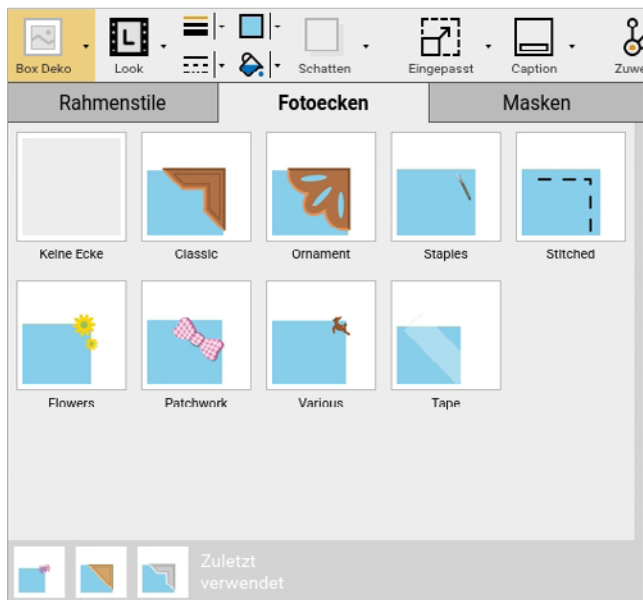 Box Deko
Look
Schatten
Eingepasst
Caption
Zuwe
Rahmenstile
Fotoecken
Masken
Keine Ecke
Classic
Ornament
Staples
Stitched
Flowers
Patchwork
Various
Tape
Zuletzt
verwendet